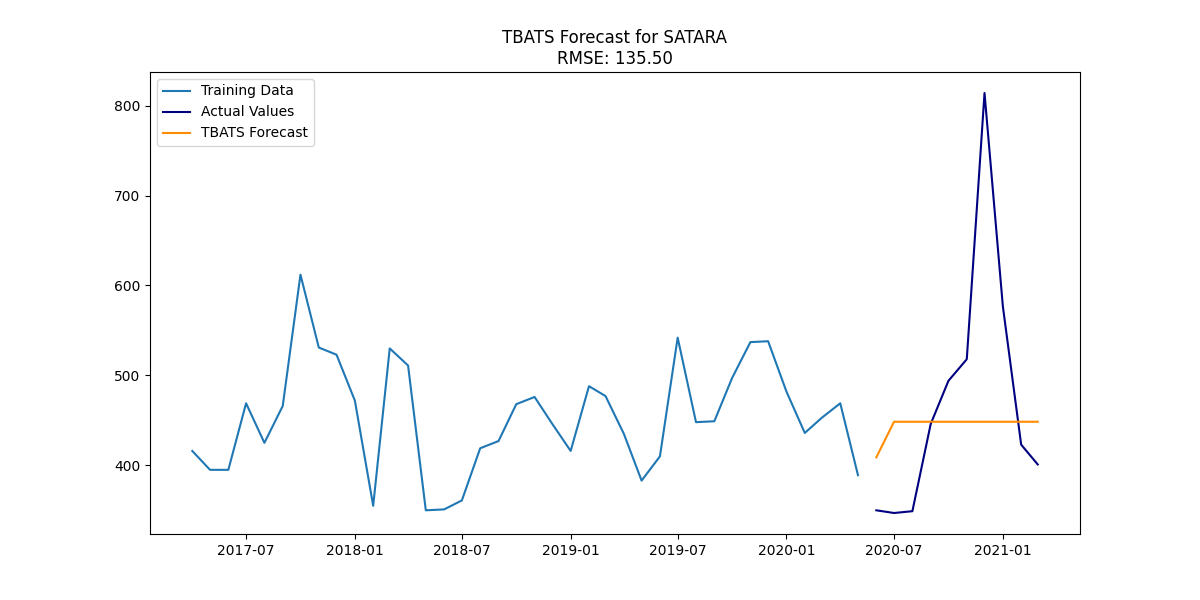 TBATS Forecast for SATARA
RMSE: 135.50
Training Data
Actual Values
TBATS Forecast
800
700
600
500
400
2017-07
2018-01
2018-07
2019-01
2019-07
2020-01
2020-07
2021-01